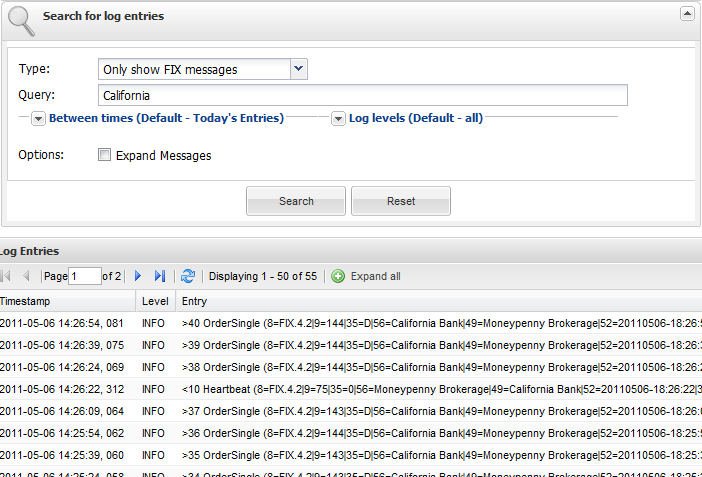 Search for log entries
Type: Only show FIX messages
Query: California
Between times (Default - Today's Entries) Log levels (Default - all)
Options: Expand Messages
Search Reset
Log Entries
Page 1 of 2 Displaying 1 - 50 of 55 Expand all
Timestamp Level Entry
2011-05-06 14:26:54, 081 INFO >40 OrderSingle (8=FIX.4.2|9=144|35=D|56=California Bank|49=Moneypenny Brokerage|52=20110506-18:26:5
2011-05-06 14:26:39, 075 INFO >39 OrderSingle (8=FIX.4.2|9=144|35=D|56=California Bank|49=Moneypenny Brokerage|52=20110506-18:26:3
2011-05-06 14:26:24, 069 INFO >38 OrderSingle (8=FIX.4.2|9=144|35=D|56=California Bank|49=Moneypenny Brokerage|52=20110506-18:26:2
2011-05-06 14:26:22, 312 INFO <10 Heartbeat (8=FIX.4.2|9=75|35=0|56=Moneypenny Brokerage|49=California Bank|52=20110506-18:26:22|3
2011-05-06 14:26:09, 064 INFO >37 OrderSingle (8=FIX.4.2|9=143|35=D|56=California Bank|49=Moneypenny Brokerage|52=20110506-18:26:0
2011-05-06 14:25:54, 062 INFO >36 OrderSingle (8=FIX.4.2|9=144|35=D|56=California Bank|49=Moneypenny Brokerage|52=20110506-18:25:5
2011-05-06 14:25:39, 060 INFO >35 OrderSingle (8=FIX.4.2|9=143|35=D|56=California Bank|49=Moneypenny Brokerage|52=20110506-18:25:3
2011-05-06 14:25:24, 058 INFO >34 OrderSingle (8=FIX.4.2|9=143|35=D|56=California Bank|49=Moneypenny Brokerage|52=20110506-18:25:2